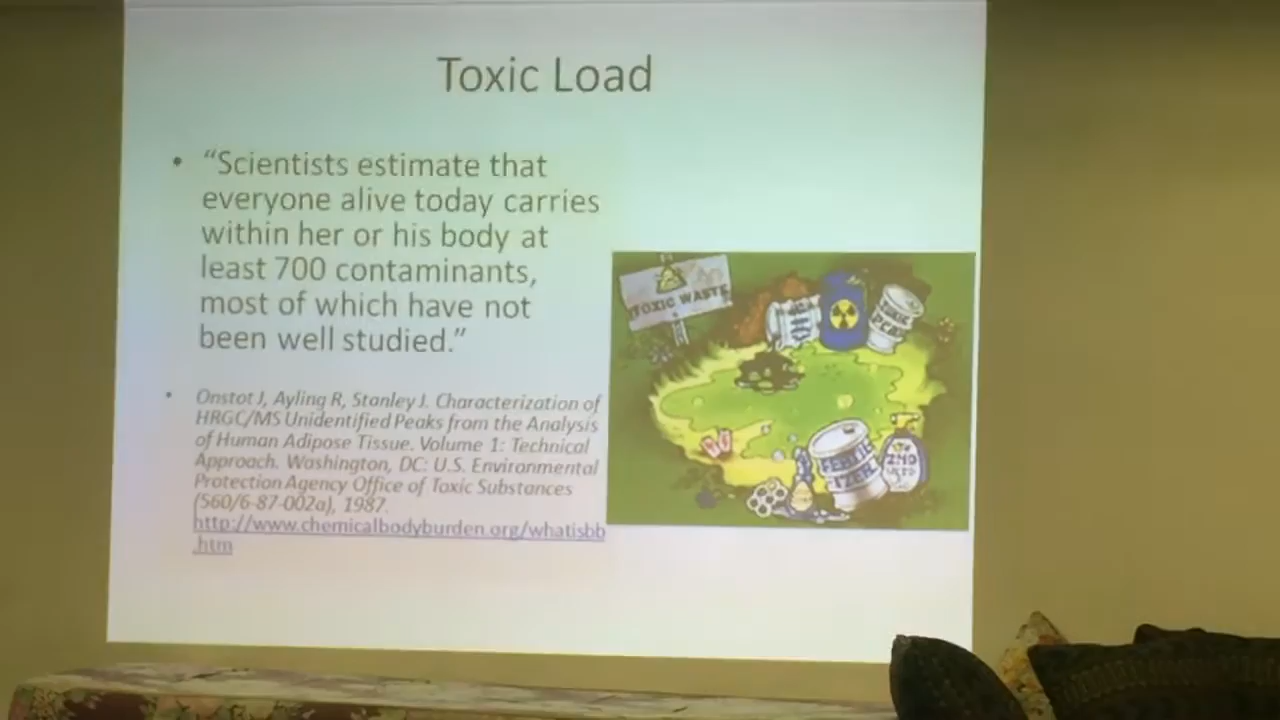 Toxic Load
• “Scientists estimate that
everyone alive today carries
within her or his body at
least 700 contaminants,
most of which have not
been well studied.”
• Onstot J, Ayling R, Stanley J. Characterization of
HRGC/MS Unidentified Peaks from the Analysis
of Human Adipose Tissue. Volume 1: Technical
Approach. Washington, DC: U.S. Environmental
Protection Agency Office of Toxic Substances
(560/6-87-002a), 1987.
http://www.chemicalbodyburden.org/whatisbb
.htm
TOXIC WASTE
TOXIC
FERTIL
IZER